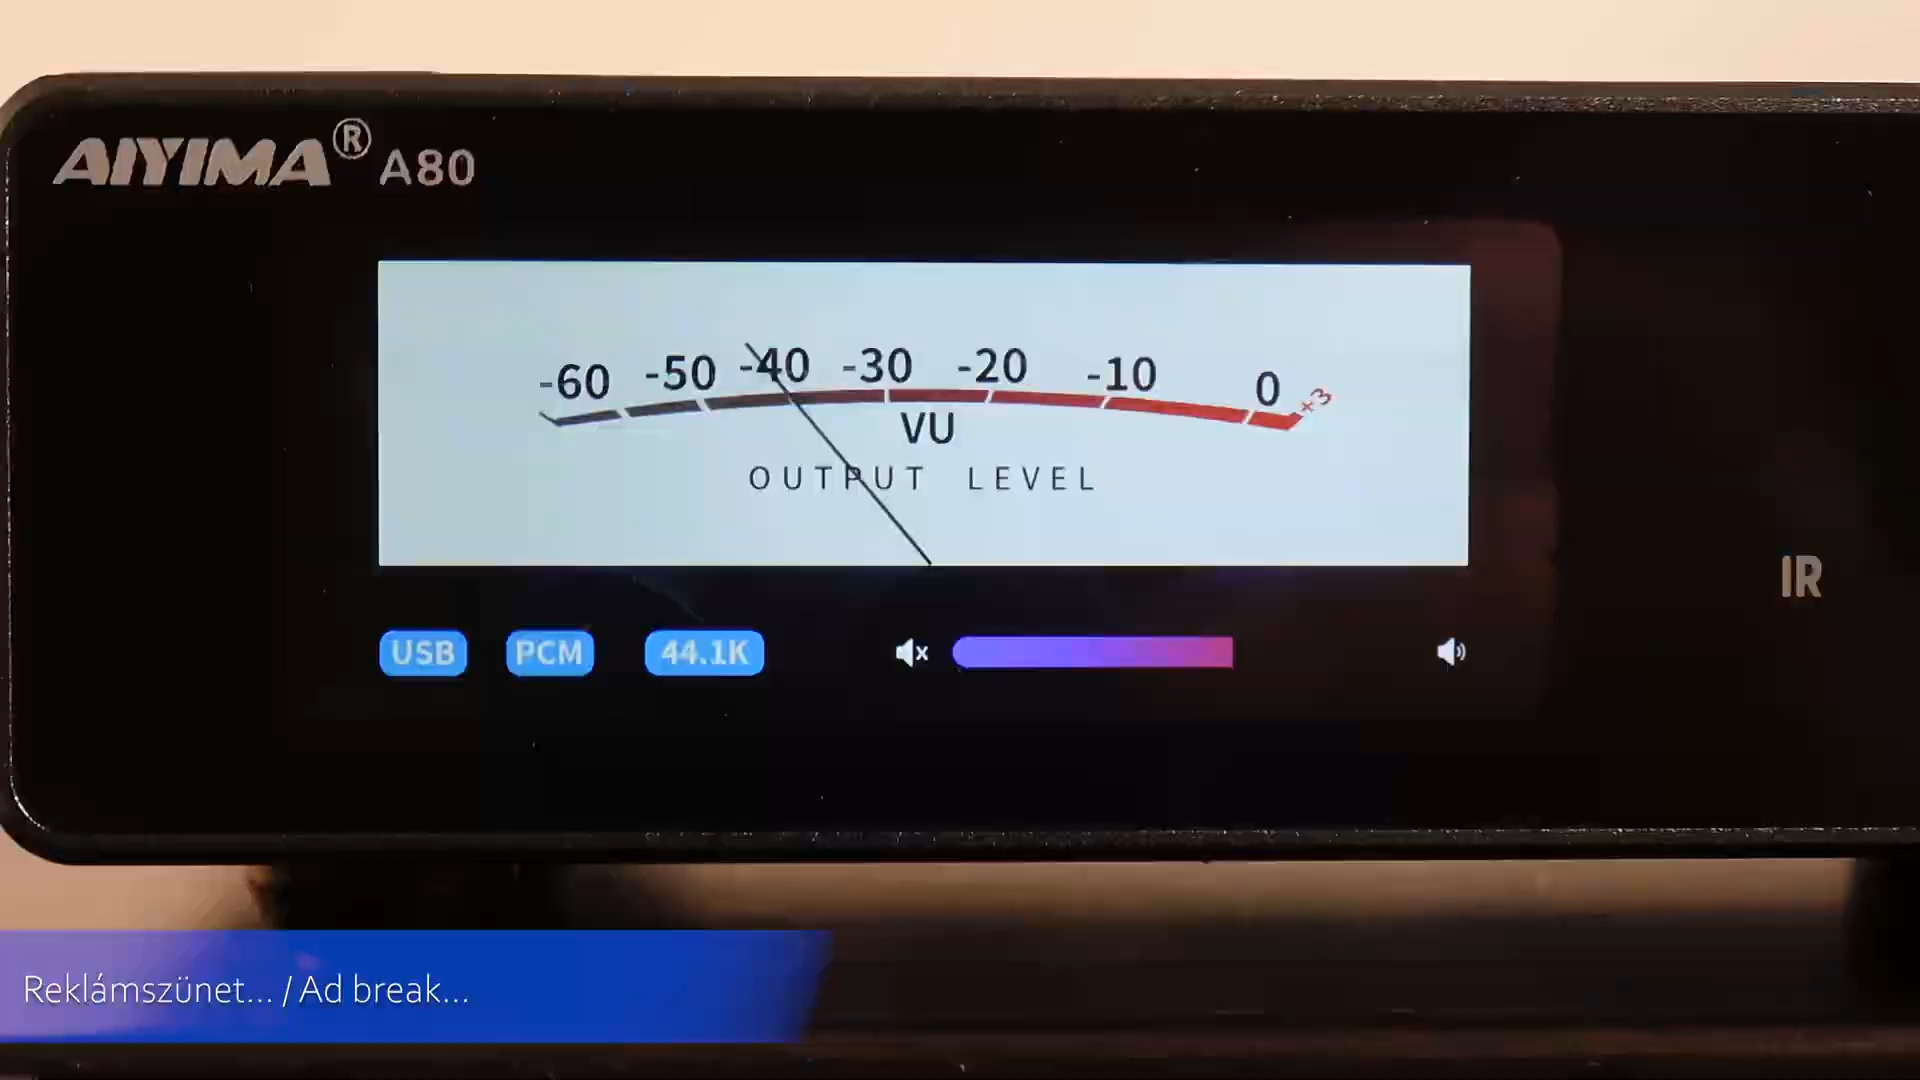 AIYIMA® A80
-60 -50 -40 -30 -20 -10 0 +3
VU
OUTPUT LEVEL
IR
USB PCM 44.1K
Reklámszünet... / Ad break...